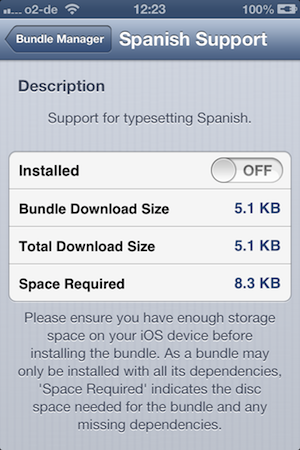 o2-de 12:23 100%
Bundle Manager Spanish Support
Description
Support for typesetting Spanish.
Installed OFF
Bundle Download Size 5.1 KB
Total Download Size 5.1 KB
Space Required 8.3 KB
Please ensure you have enough storage
space on your iOS device before
installing the bundle. As a bundle may
only be installed with all its dependencies,
'Space Required' indicates the disc
space needed for the bundle and any
missing dependencies.